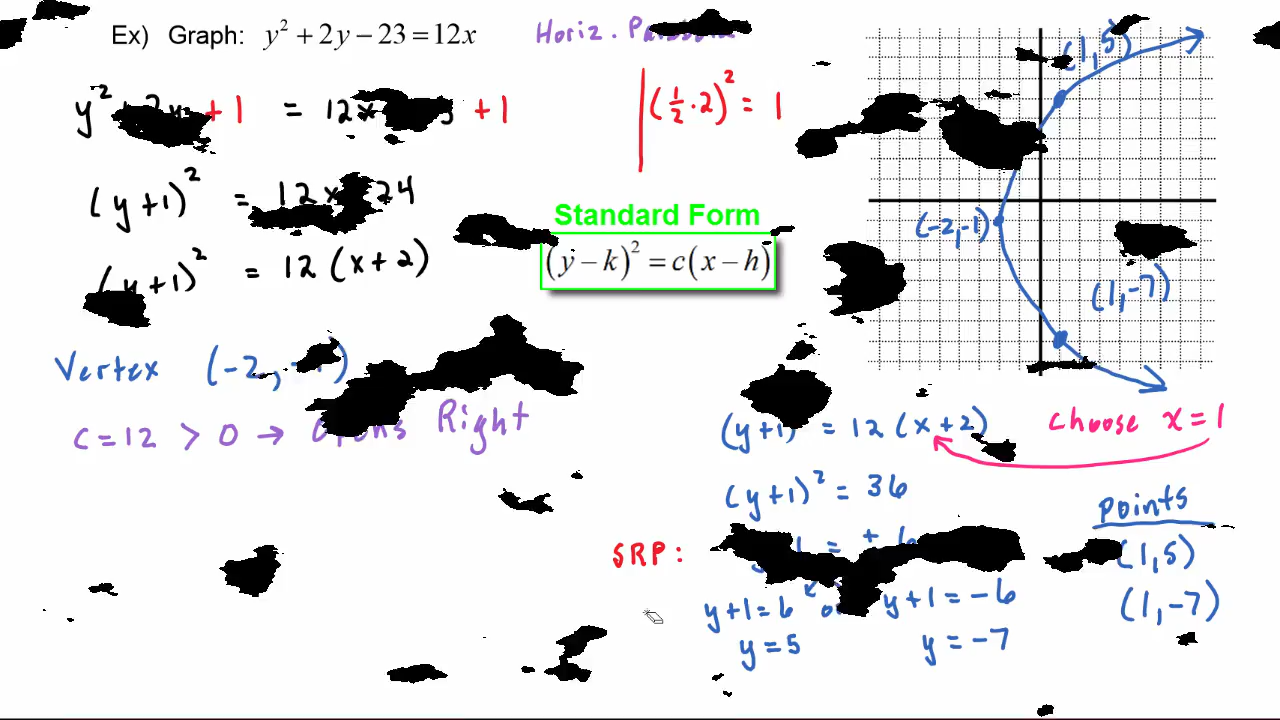 Ex) Graph: y² + 2y − 23 = 12x
Horiz.
y² + 1 = 12x + 1
(½ · 2)² = 1
(y+1)² = 12x 24
(y+1)² = 12(x+2)
Standard Form
(y − k)² = c(x − h)
Vertex (-2,
C = 12 > 0 → Right
(1,5)
(-2,-1)
(1,-7)
(y+1) = 12(x+2)
Choose x = 1
(y+1)² = 36
SRP:
y+1 = 6 or y+1 = -6
y = 5 y = -7
Points
(1,5)
(1,-7)